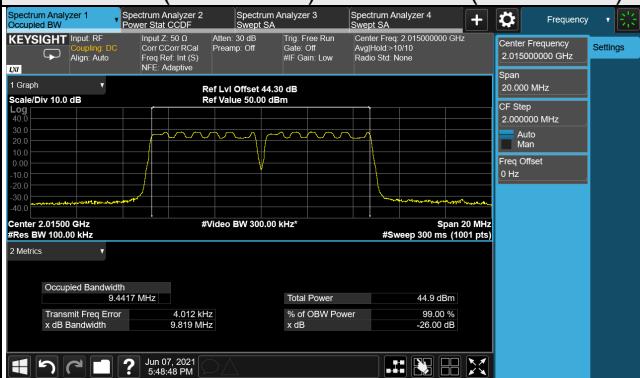 Spectrum Analyzer 1
Occupied BW
Spectrum Analyzer 2
Power Stat CCDF
Spectrum Analyzer 3
Swept SA
Spectrum Analyzer 4
Swept SA
Frequency
KEYSIGHT
Input: RF
Coupling: DC
Align: Auto
Input Z: 50 Ω
Corr CCorr RCal
Freq Ref: Int (S)
NFE: Adaptive
Atten: 30 dB
Preamp: Off
Trig: Free Run
Gate: Off
#IF Gain: Low
Center Freq: 2.015000000 GHz
Avg|Hold:>10/10
Radio Std: None
LXI
Center Frequency
2.015000000 GHz
Settings
Span
20.000 MHz
CF Step
2.000000 MHz
Auto
Man
Freq Offset
0 Hz
1 Graph
Scale/Div 10.0 dB
Ref Lvl Offset 44.30 dB
Ref Value 50.00 dBm
Log
40.0
30.0
20.0
10.0
0.00
-10.0
-20.0
-30.0
-40.0
Center 2.01500 GHz
#Res BW 100.00 kHz
#Video BW 300.00 kHz*
Span 20 MHz
#Sweep 300 ms (1001 pts)
2 Metrics
Occupied Bandwidth
9.4417 MHz
Transmit Freq Error 4.012 kHz
x dB Bandwidth 9.819 MHz
Total Power 44.9 dBm
% of OBW Power 99.00 %
x dB -26.00 dB
Jun 07, 2021
5:48:48 PM